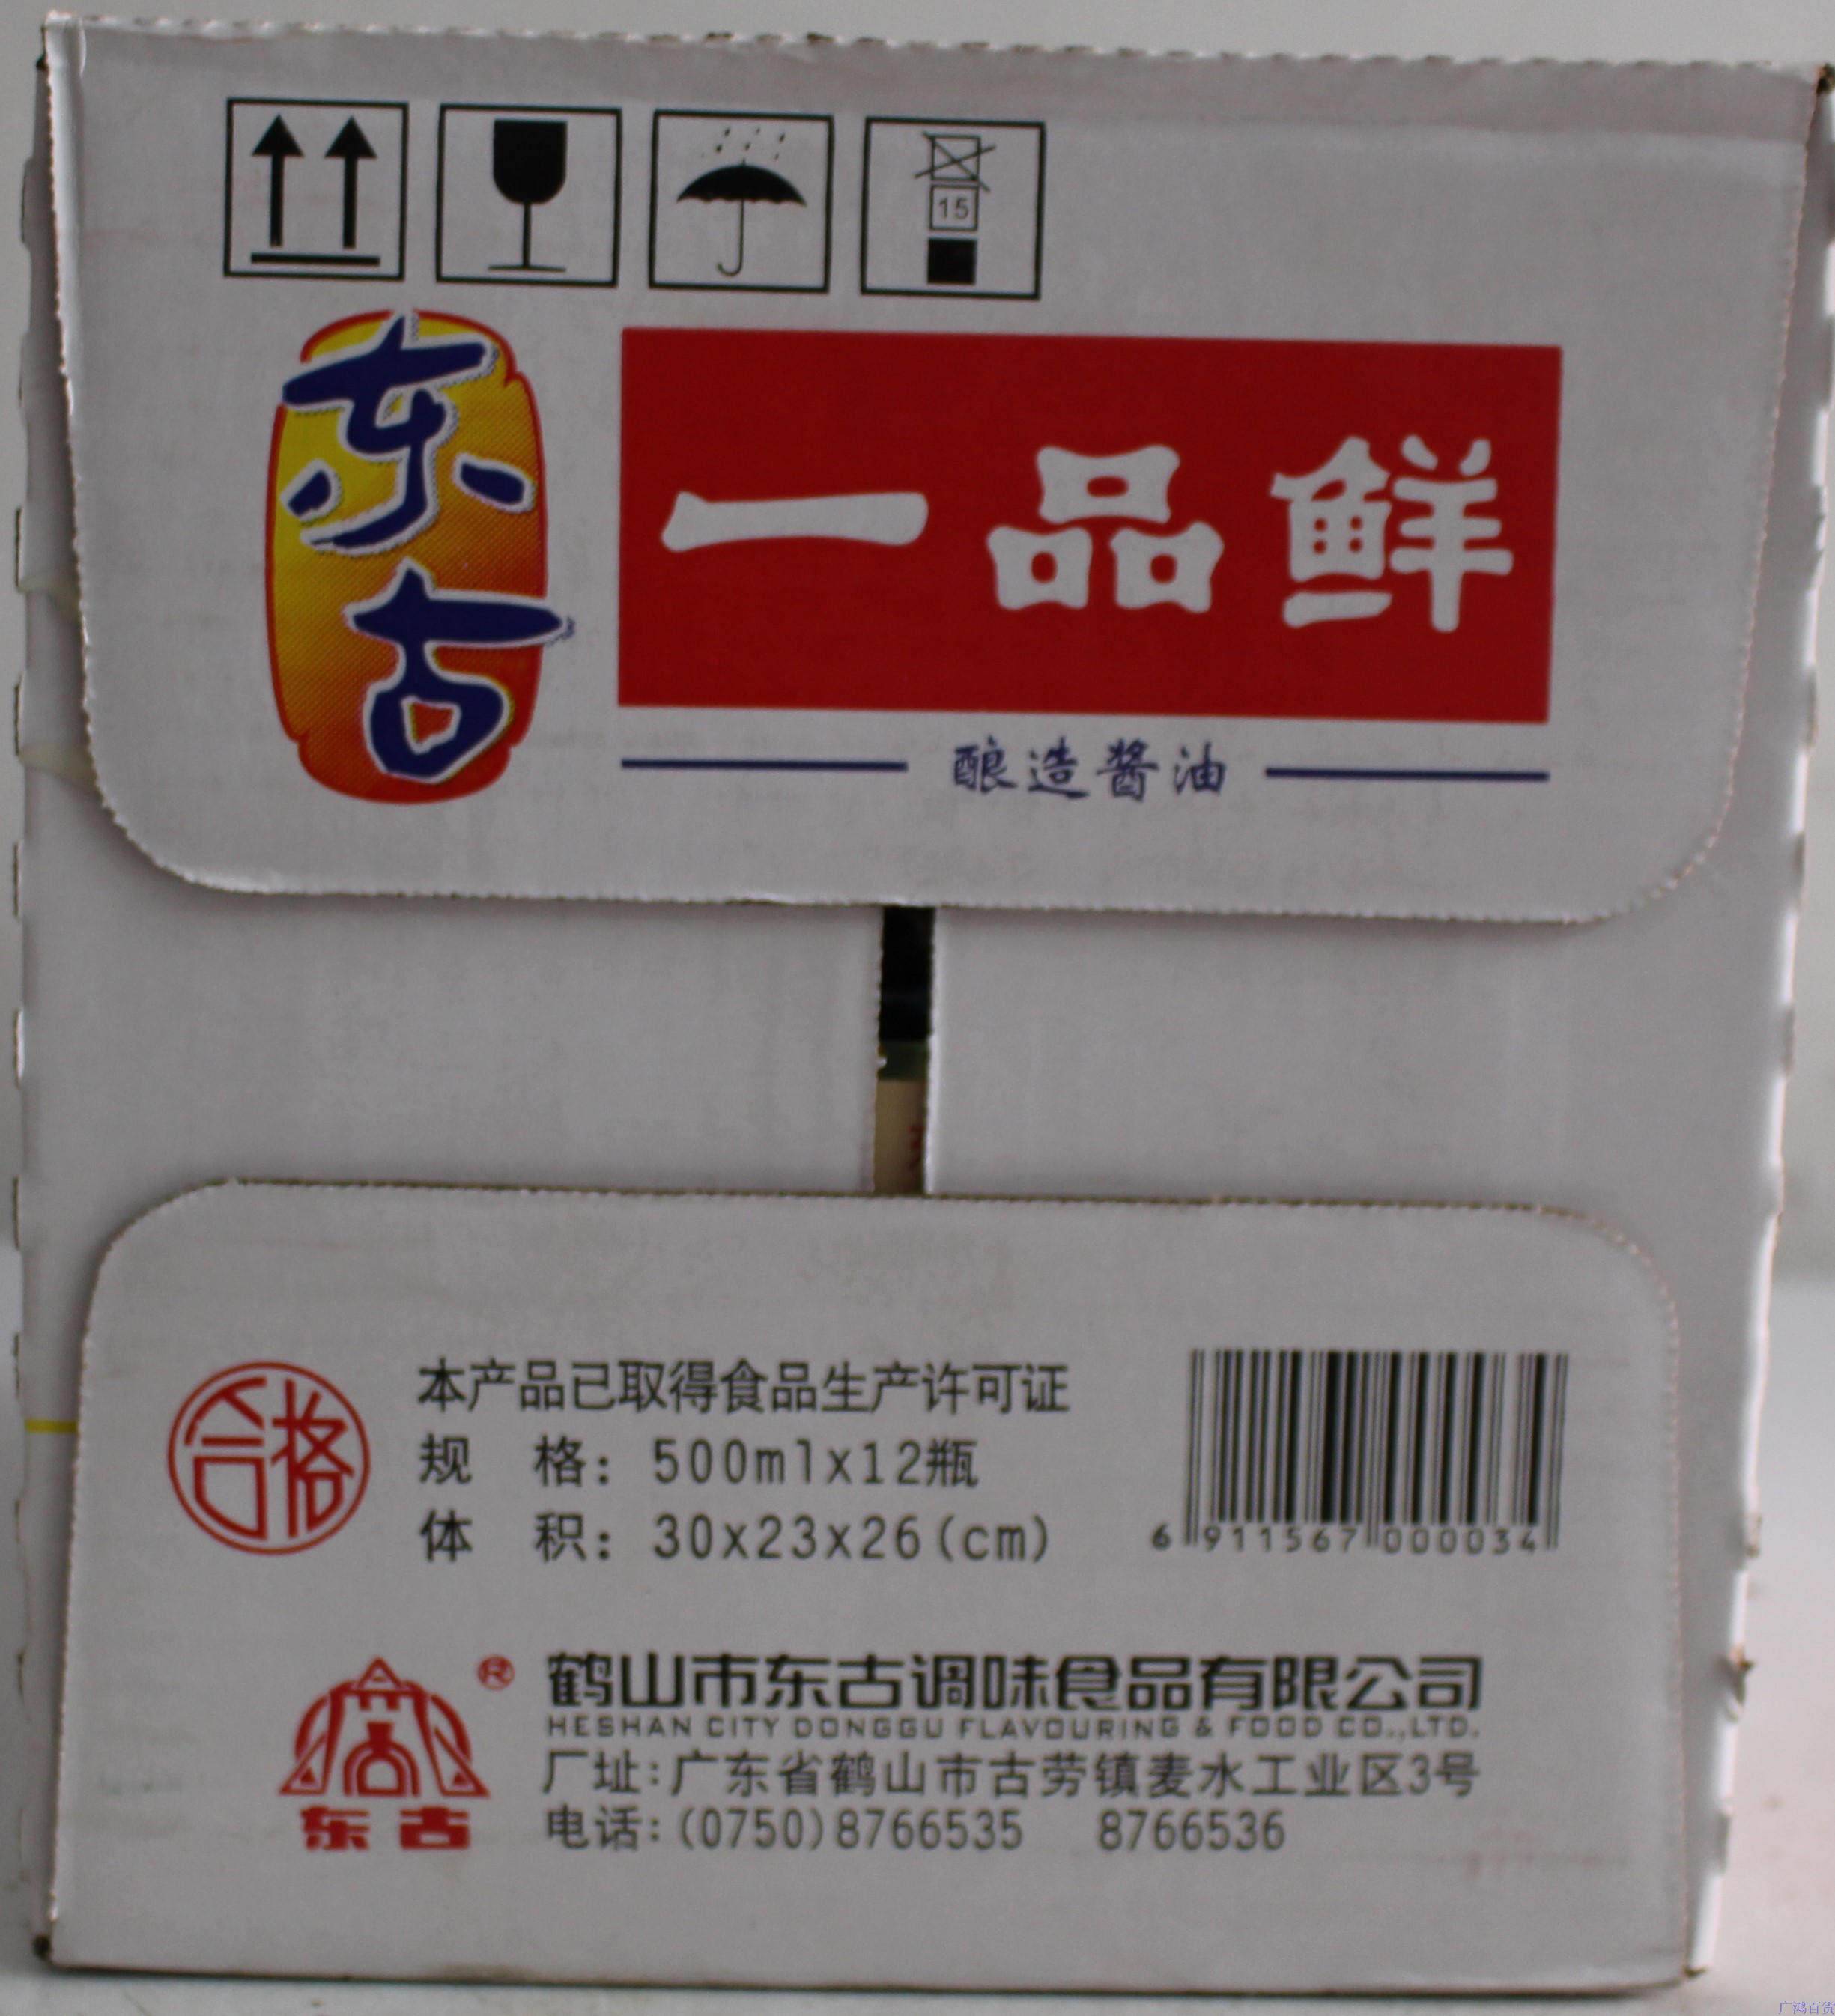 15
东古
一品鲜
酿造酱油
合格
本产品已取得食品生产许可证
规 格：500mlx12瓶
体 积：30x23x26(cm)
6 911567 000034
®
鹤山市东古调味食品有限公司
HESHAN CITY DONGGU FLAVOURING & FOOD CO.,LTD.
厂址：广东省鹤山市古劳镇麦水工业区3号
东古
电话：(0750)8766535 8766536
广鸿百货